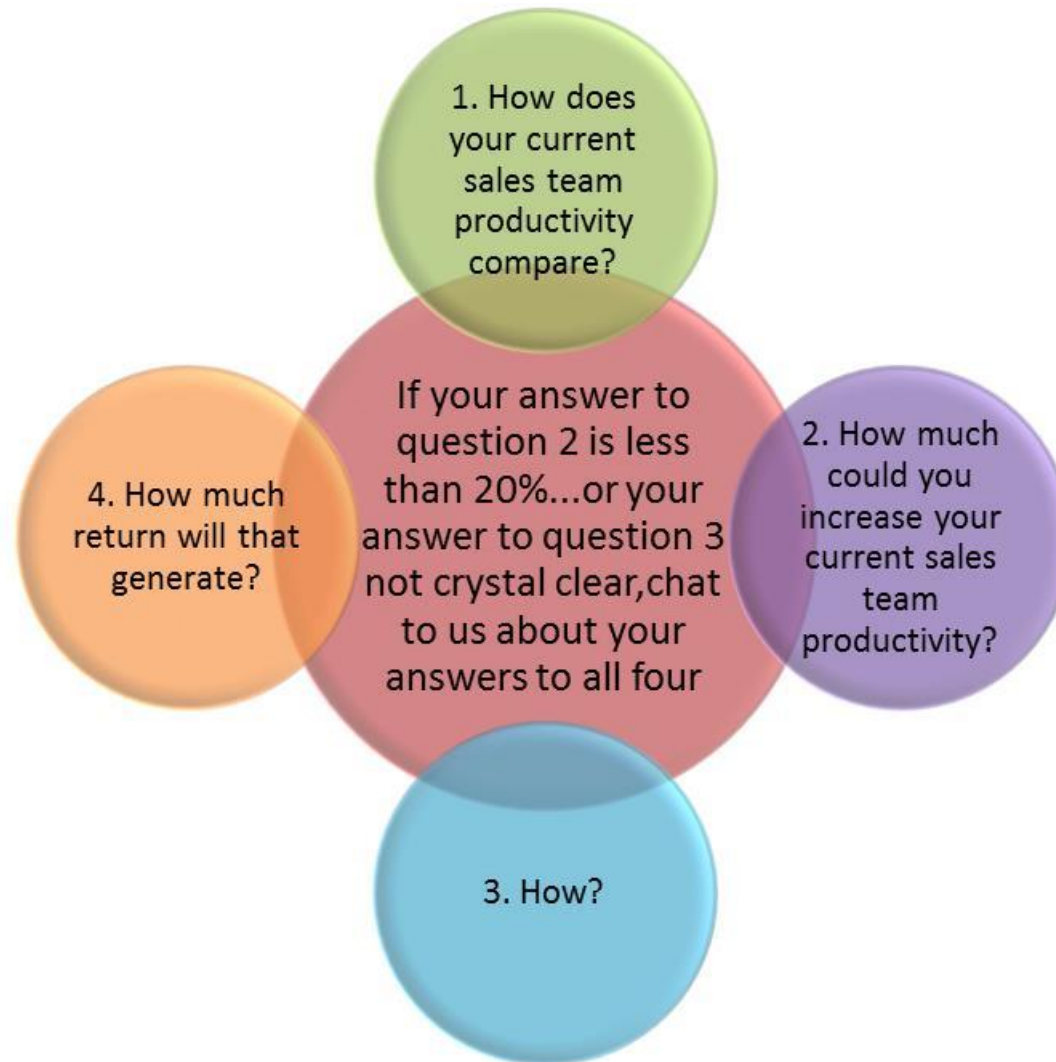 1. How does
your current
sales team
productivity
compare?
2. How much
could you
increase your
current sales
team
productivity?
3. How?
4. How much
return will that
generate?
If your answer to
question 2 is less
than 20%...or your
answer to question 3
not crystal clear,chat
to us about your
answers to all four